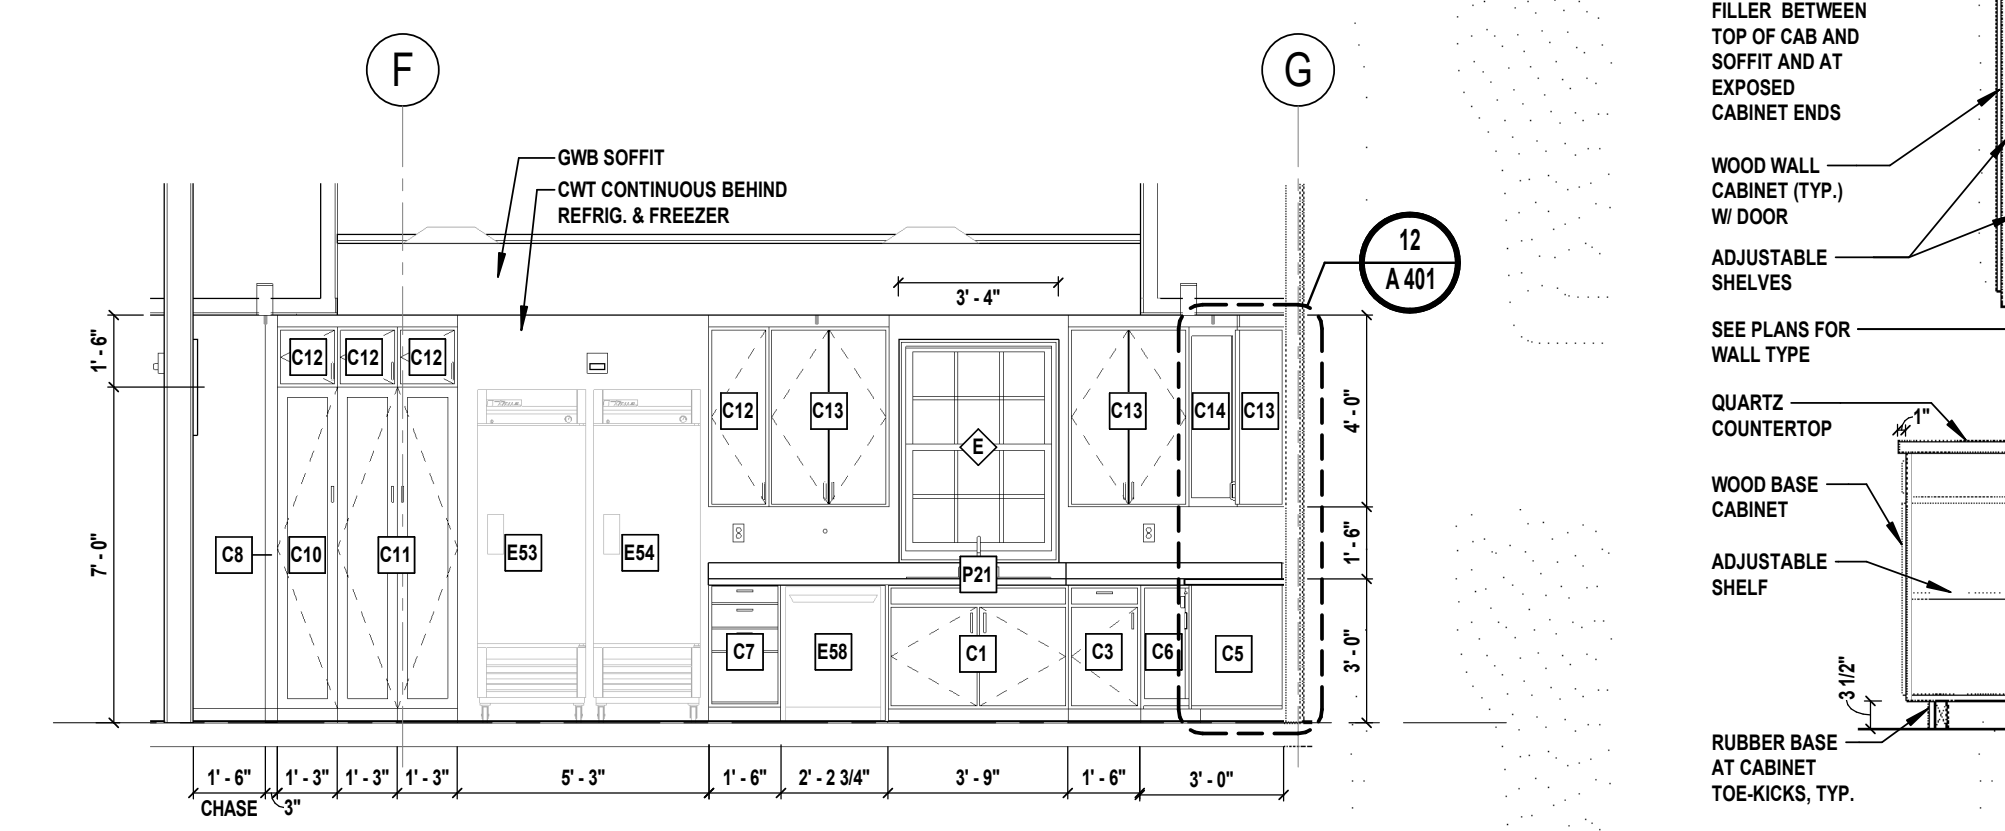 F
G
GWB SOFFIT
CWT CONTINUOUS BEHIND
REFRIG. & FREEZER
12
A 401
3' - 4"
1' - 6"
7' - 0"
C12
C12
C12
C12
C13
C13
C14
C13
E
4' - 0"
1' - 6"
3' - 0"
C8
C10
C11
E53
E54
P21
C7
E58
C1
C3
C6
C5
1' - 6"
1' - 3"
1' - 3"
1' - 3"
5' - 3"
1' - 6"
2' - 2 3/4"
3' - 9"
1' - 6"
3' - 0"
CHASE
3"
FILLER BETWEEN
TOP OF CAB AND
SOFFIT AND AT
EXPOSED
CABINET ENDS
WOOD WALL
CABINET (TYP.)
W/ DOOR
ADJUSTABLE
SHELVES
SEE PLANS FOR
WALL TYPE
QUARTZ
COUNTERTOP
1"
WOOD BASE
CABINET
ADJUSTABLE
SHELF
3 1/2"
RUBBER BASE
AT CABINET
TOE-KICKS, TYP.